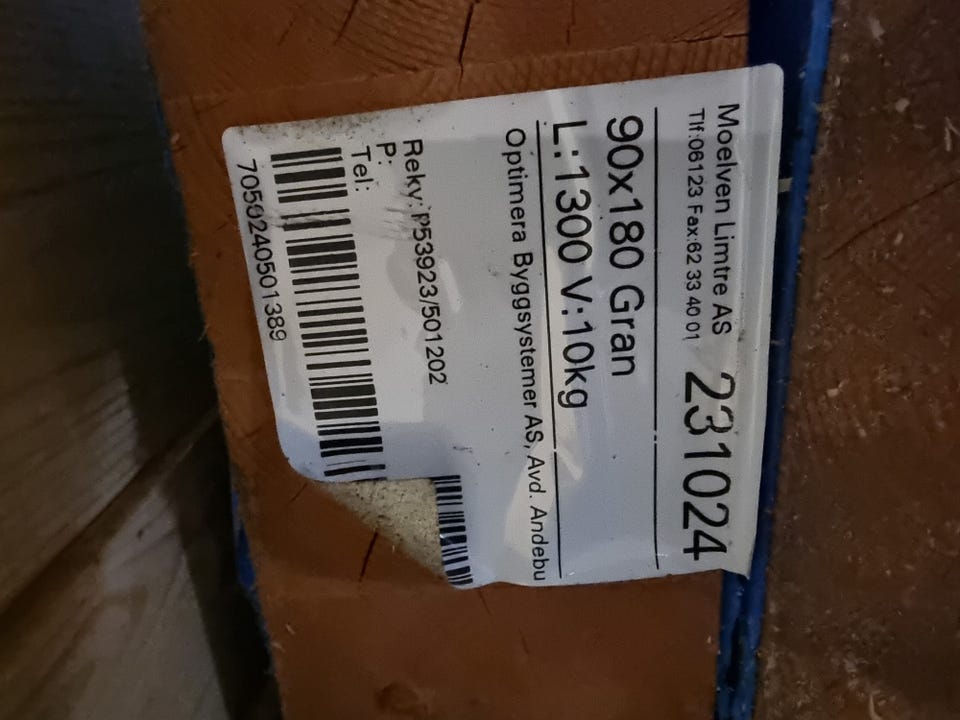 Moelven Limtre AS
Tlf:06123 Fax:62 33 40 01
231024
90x180 Gran
L:1300 V:10kg
Optimera Byggsystemer AS, Avd. Andebu
Reky: P53923/501202
P:
Tel:
7050240501389